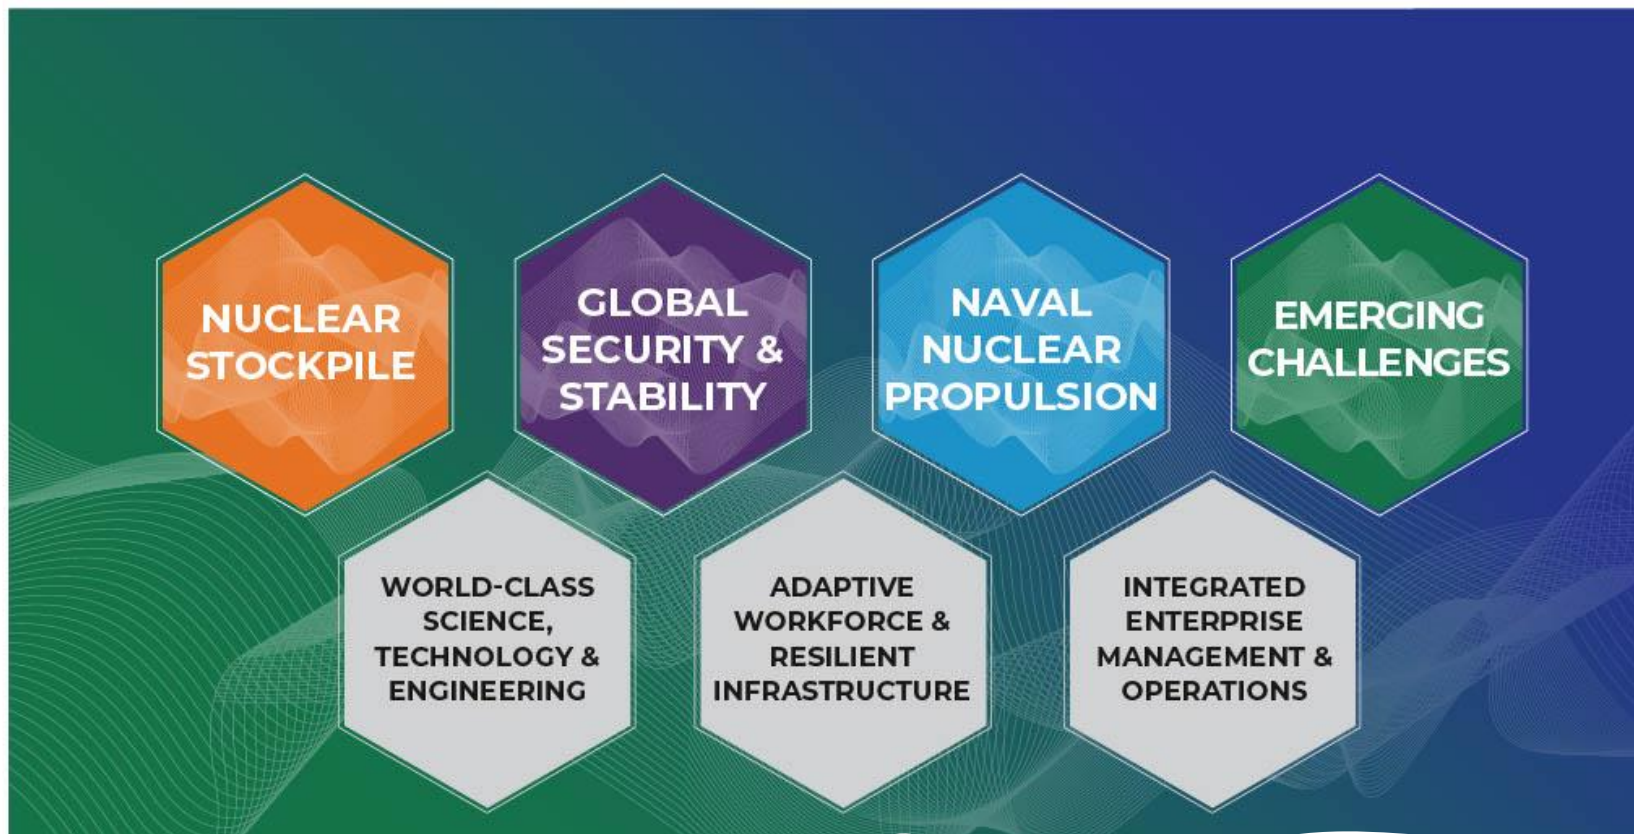 NUCLEAR
STOCKPILE
GLOBAL
SECURITY &
STABILITY
NAVAL
NUCLEAR
PROPULSION
EMERGING
CHALLENGES
WORLD-CLASS
SCIENCE,
TECHNOLOGY &
ENGINEERING
ADAPTIVE
WORKFORCE &
RESILIENT
INFRASTRUCTURE
INTEGRATED
ENTERPRISE
MANAGEMENT &
OPERATIONS